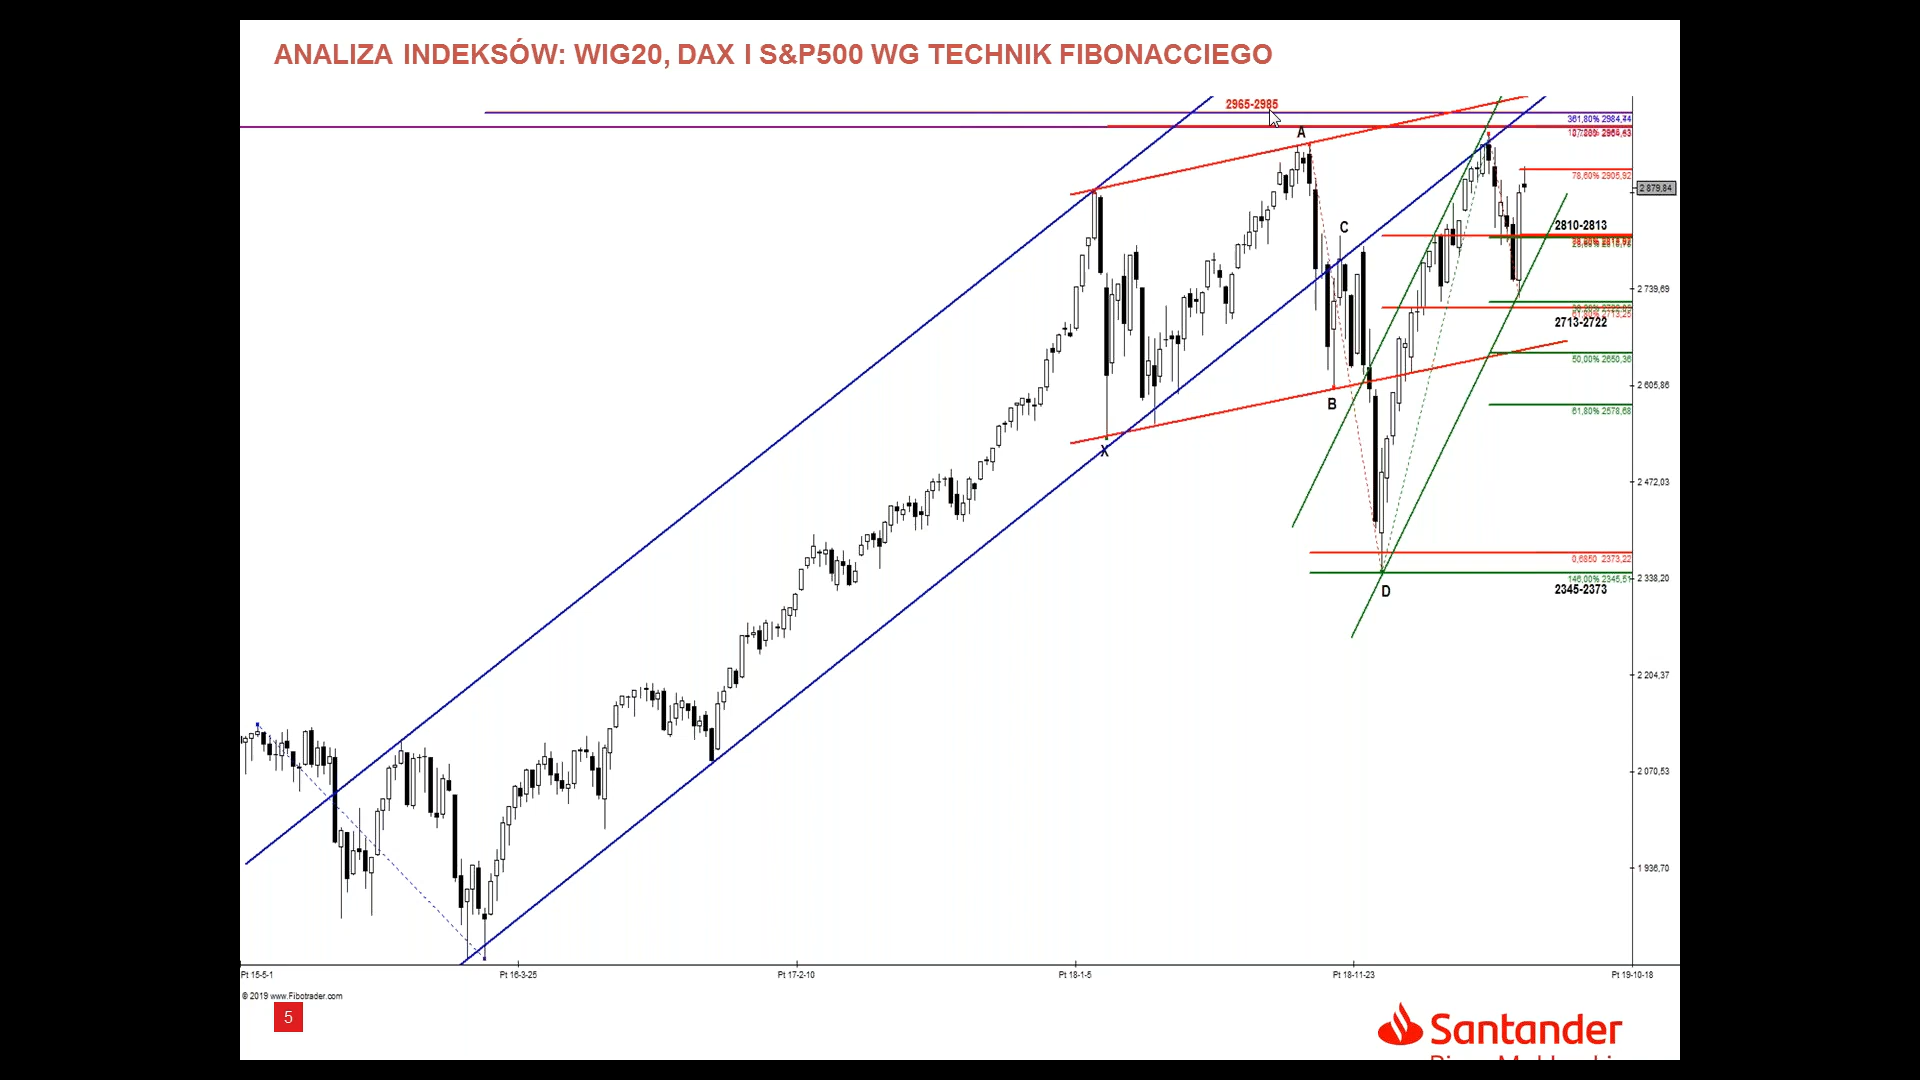 ANALIZA INDEKSÓW: WIG20, DAX I S&P500 WG TECHNIK FIBONACCIEGO
2965-2985
361,80% 2984,44
A
78,60% 2905,92
2 879,84
C
2810-2813
2 739,69
2713-2722
50,00% 2650,36
2 605,86
B
61,80% 2578,68
X
2 472,03
0,6850 2373,22
146,00% 2345,51
2 338,20
D
2345-2373
2 204,37
2 070,53
1 936,70
Pt 15-5-1
Pt 16-3-25
Pt 17-2-10
Pt 18-1-5
Pt 18-11-23
Pt 19-10-18
© 2019 www.Fibotrader.com
5
Santander